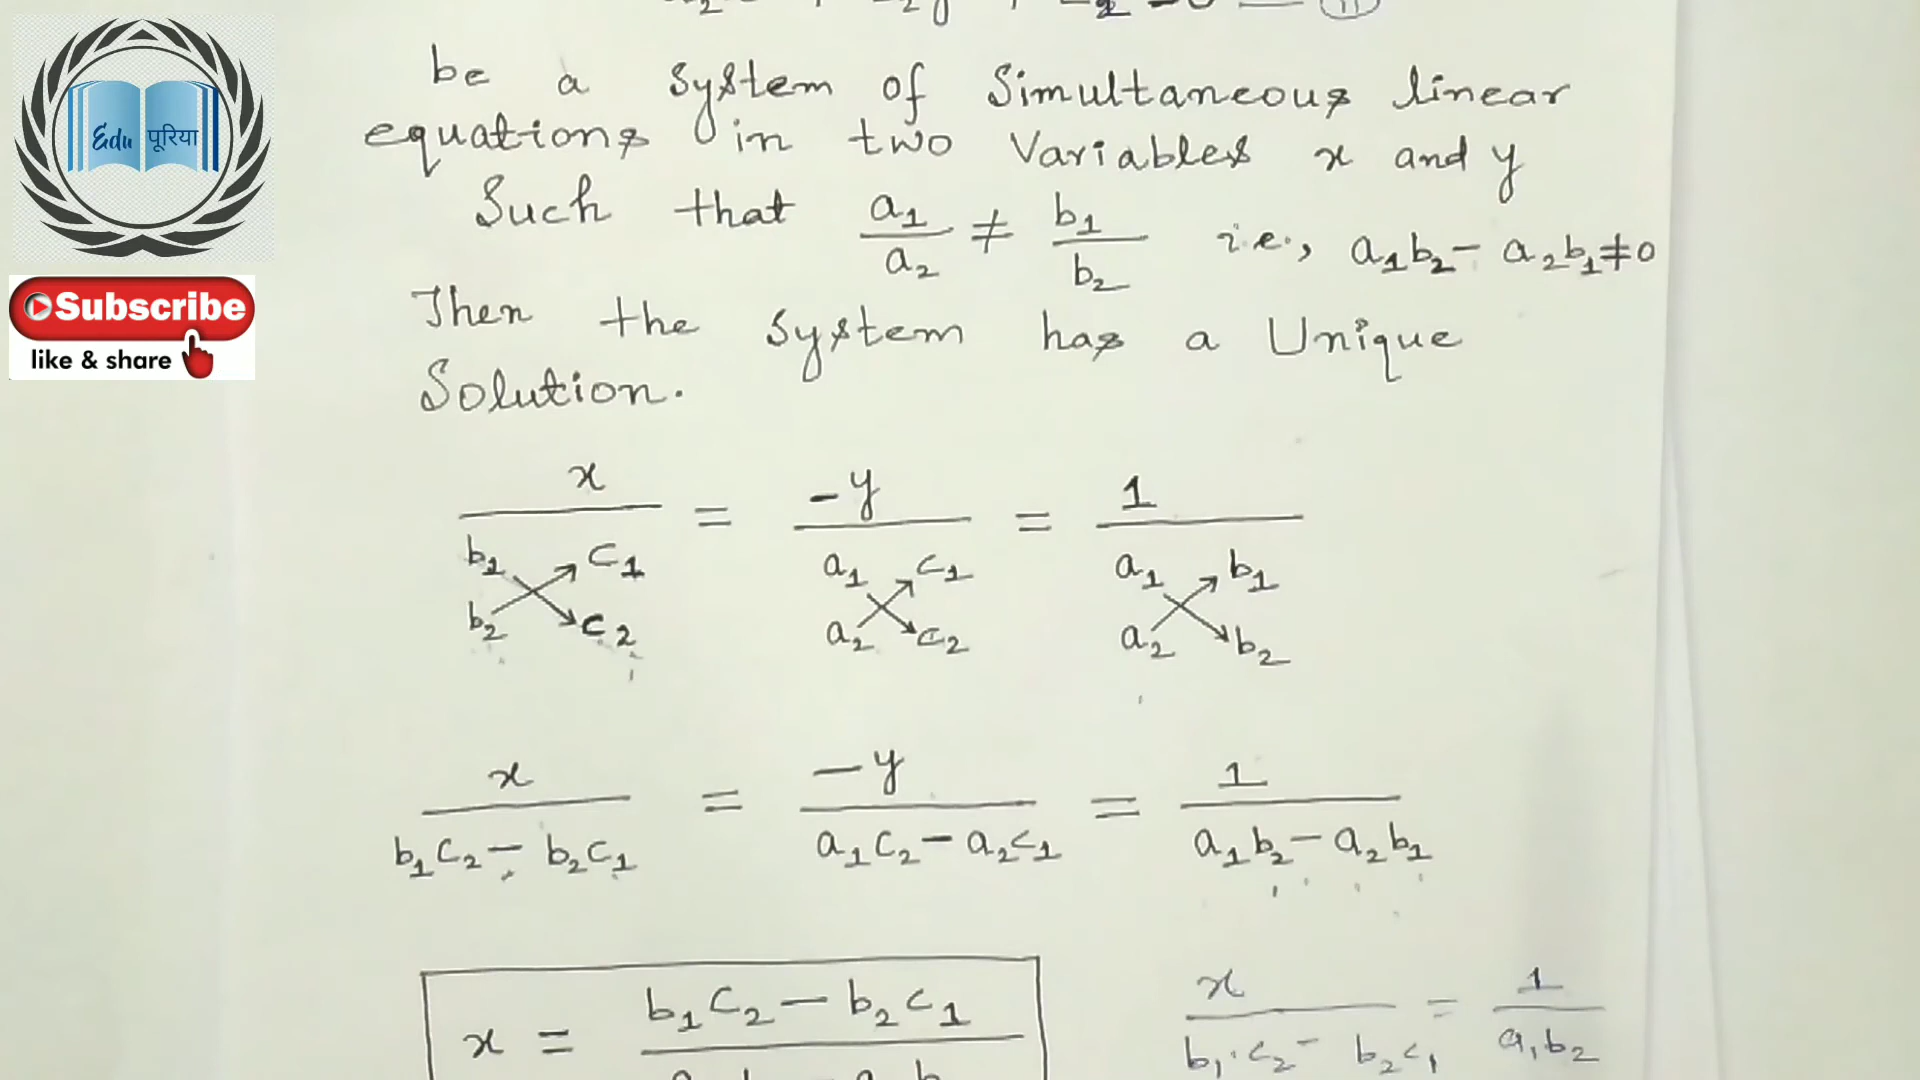 Edu पूरिया
Subscribe
like & share
be a system of Simultaneous linear
equations in two Variables x and y
Such that a1/a2 ≠ b1/b2 i.e., a1b2 - a2b1 ≠ 0
Then the system has a Unique
Solution.
x = -y = 1
b1 c1 a1 c1 a1 b1
b2 c2 a2 c2 a2 b2
x/(b1c2 - b2c1) = -y/(a1c2 - a2c1) = 1/(a1b2 - a2b1)
x = b1c2 - b2c1
x/(b1.c2 - b2c1) = 1/a1b2